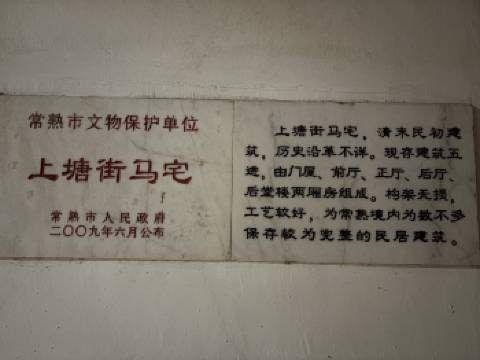 常熟市文物保护单位
上塘街马宅
常熟市人民政府
二〇〇九年六月公布
上塘街马宅，清末民初建
筑，历史沿革不详。现存建筑五
进，由门厦、前厅、正厅、后厅、
后堂楼两厢房组成。构架无损，
工艺较好，为常熟境内为数不多
保存较为完整的民居建筑。